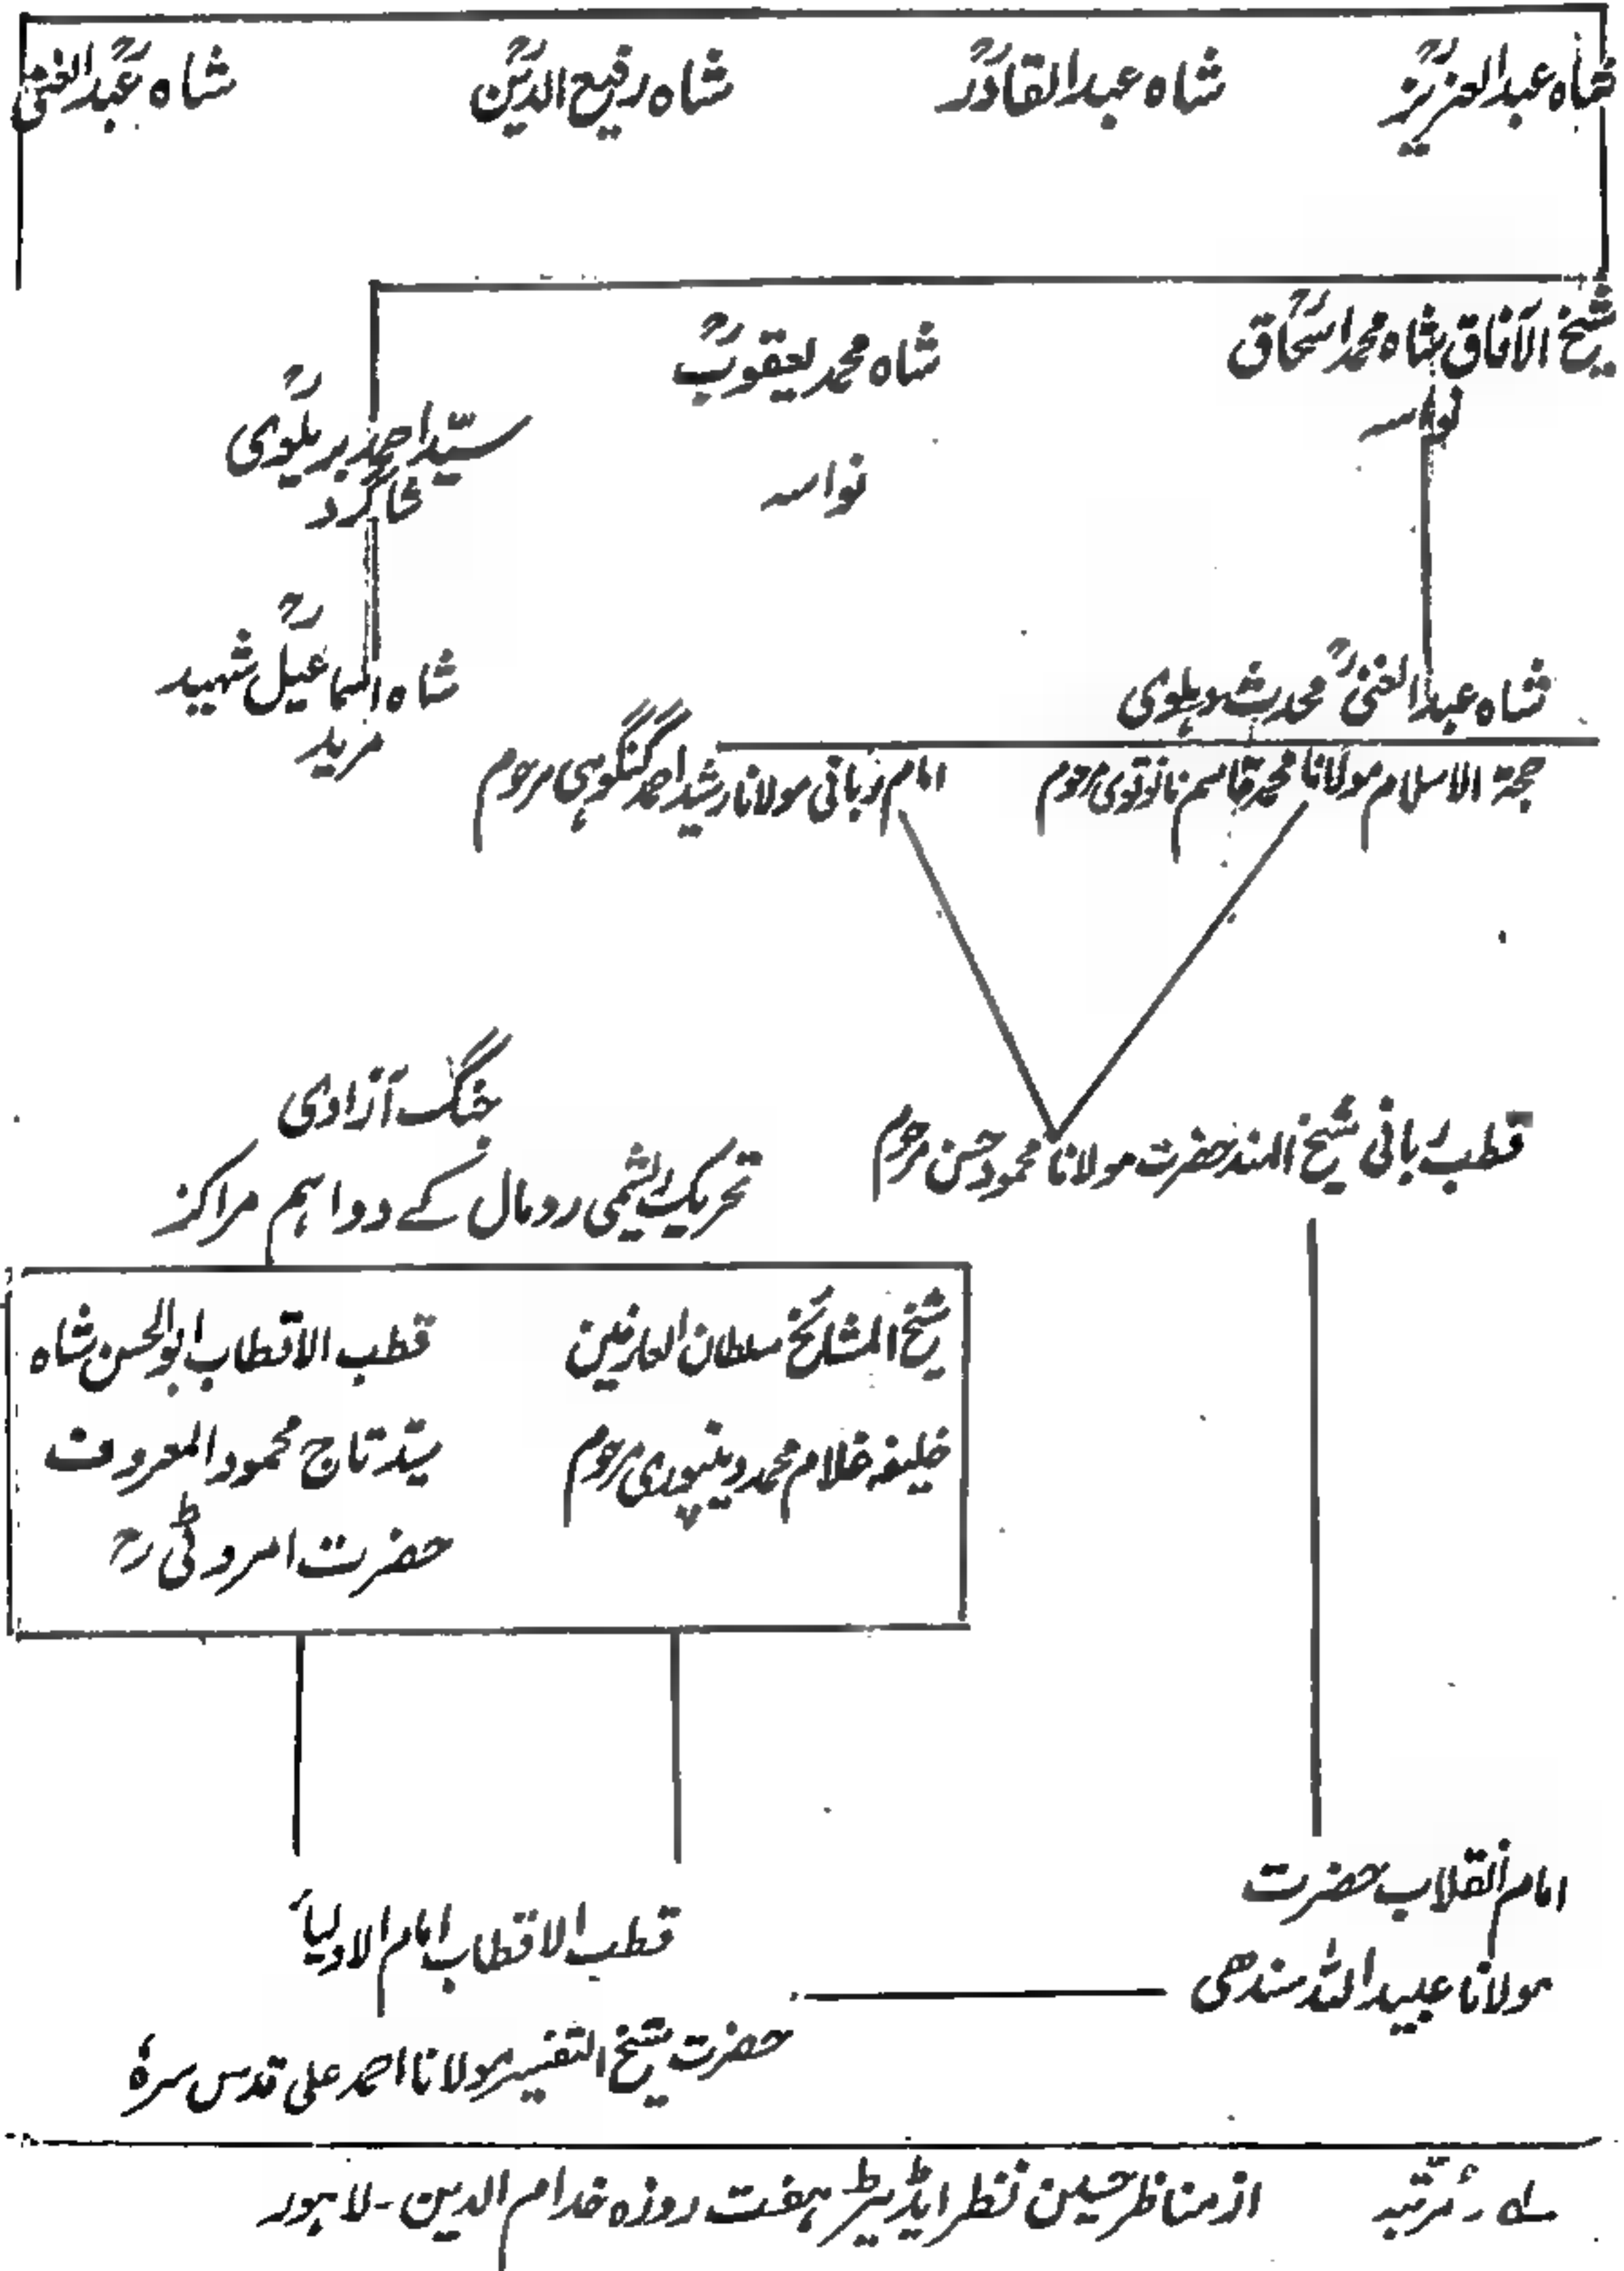 شاہ عبدالعزیزؒ شاہ عبدالقادرؒ شاہ رفیع الدینؒ شاہ عبدالغنیؒ
شیخ الآفاق شاہ محمد اسحٰقؒ شاہ محمد یعقوبؒ سیّد احمد بریلویؒ
نواسہ نواسہ شاگرد
شاہ عبدالغنیؒ محدث دہلوی شاہ اسماعیلؒ شہید
مرید
حجۃ الاسلام مولانا محمد قاسم نانوتوی مرحوم امام ربانی مولانا رشید احمد گنگوہی مرحوم
قطب ربانی شیخ الہند حضرت مولانا محمود حسن مرحوم
جنگ آزادی
تحریک ریشمی رومال کے دو اہم مراکز
شیخ المشائخ سلطان العارفین قطب الاقطاب ابوالحسن شاہ
خلیفہ غلام محمد دینپوری مرحوم سیّد تاج محمود المعروف
حضرت امروٹی رح
امام انقلاب حضرت
مولانا عبیداللہ سندھی
قطب الاقطاب امام الاولیاء
حضرت شیخ التفسیر مولانا احمد علی قدس سرہٗ
لہ مرتبہ از مناظر حسین نظر ایڈیٹر ہفت روزہ خدام الدین - لاہور